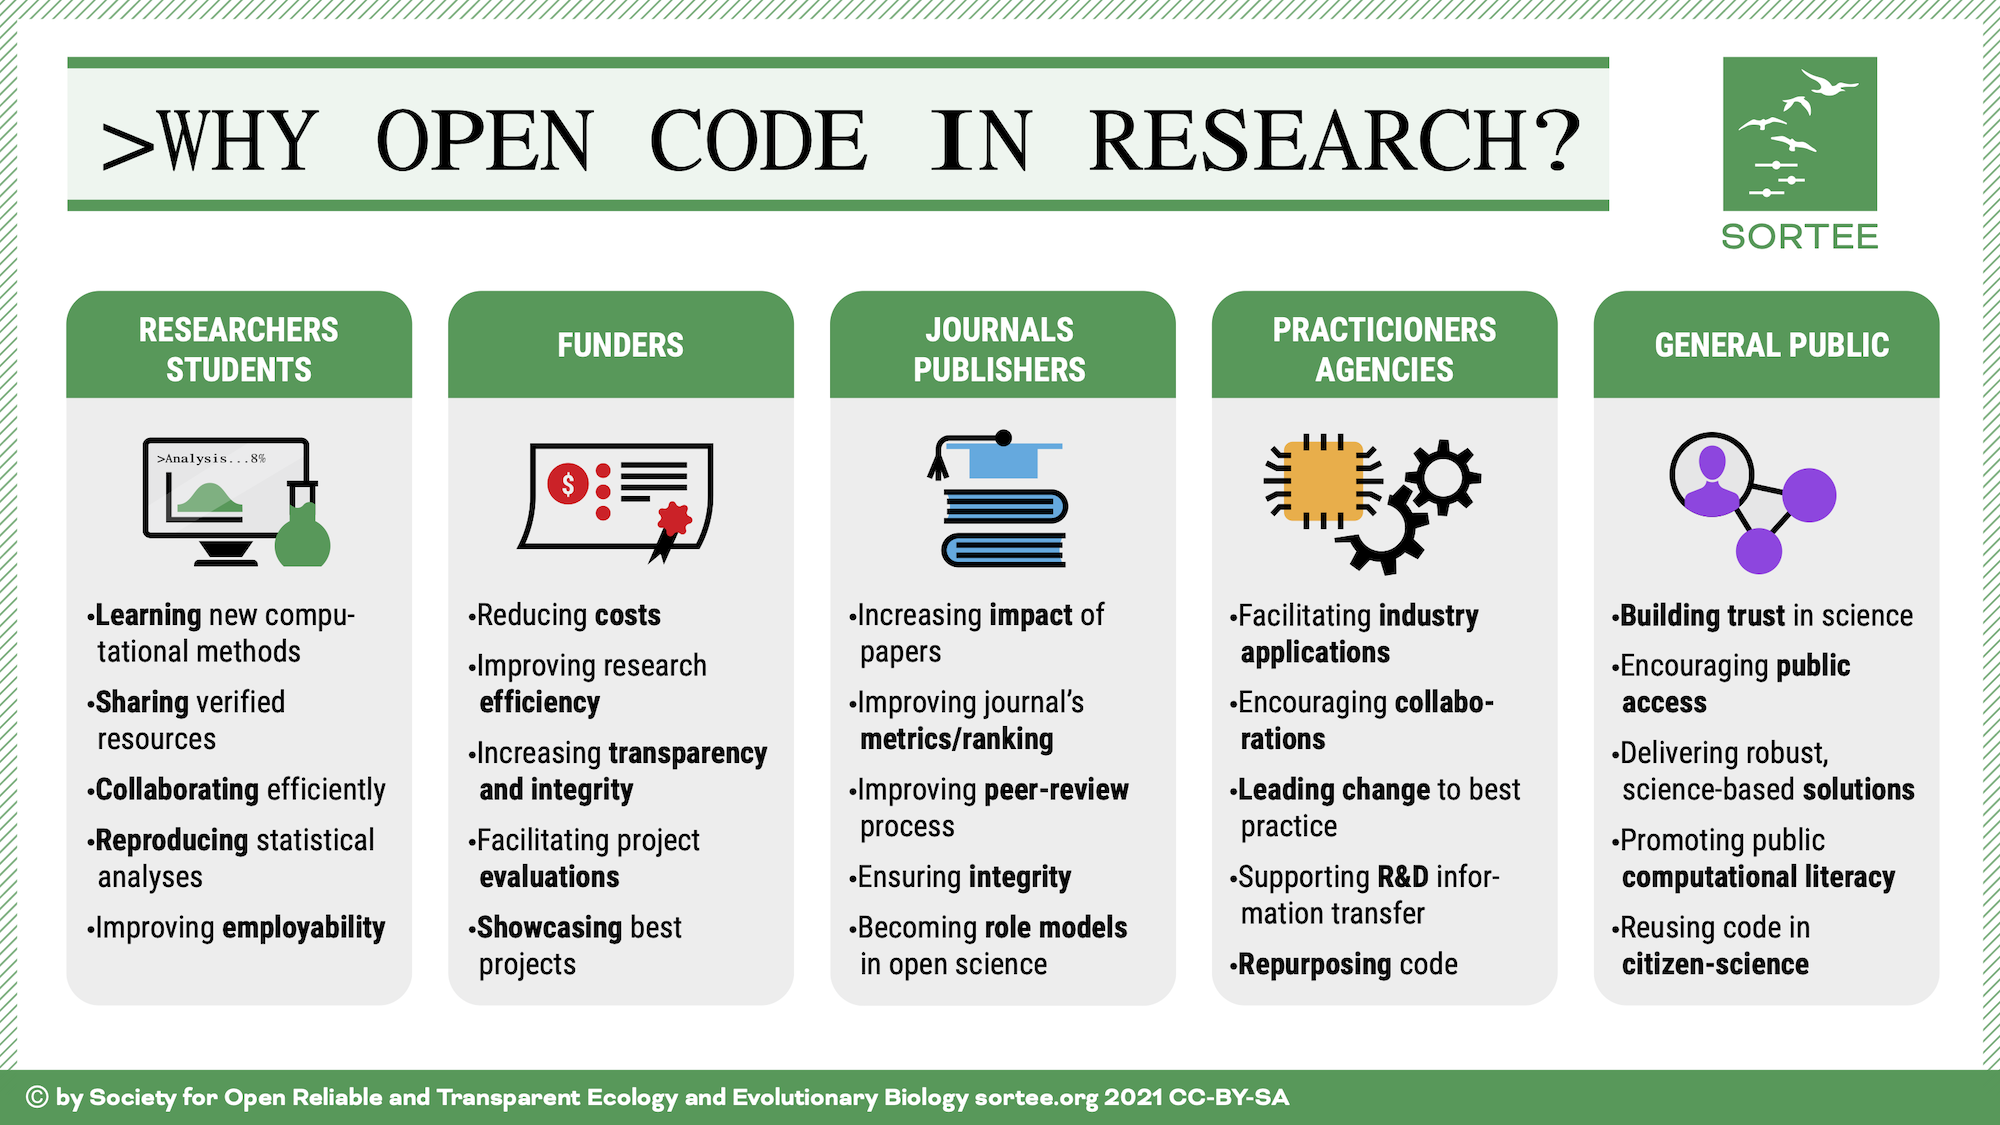 >WHY OPEN CODE IN RESEARCH?
SORTEE
RESEARCHERS
STUDENTS
>Analysis...8%
•Learning new compu-
tational methods
•Sharing verified
resources
•Collaborating efficiently
•Reproducing statistical
analyses
•Improving employability
FUNDERS
$
•Reducing costs
•Improving research
efficiency
•Increasing transparency
and integrity
•Facilitating project
evaluations
•Showcasing best
projects
JOURNALS
PUBLISHERS
•Increasing impact of
papers
•Improving journal’s
metrics/ranking
•Improving peer-review
process
•Ensuring integrity
•Becoming role models
in open science
PRACTICIONERS
AGENCIES
•Facilitating industry
applications
•Encouraging collabo-
rations
•Leading change to best
practice
•Supporting R&D infor-
mation transfer
•Repurposing code
GENERAL PUBLIC
•Building trust in science
•Encouraging public
access
•Delivering robust,
science-based solutions
•Promoting public
computational literacy
•Reusing code in
citizen-science
© by Society for Open Reliable and Transparent Ecology and Evolutionary Biology sortee.org 2021 CC-BY-SA